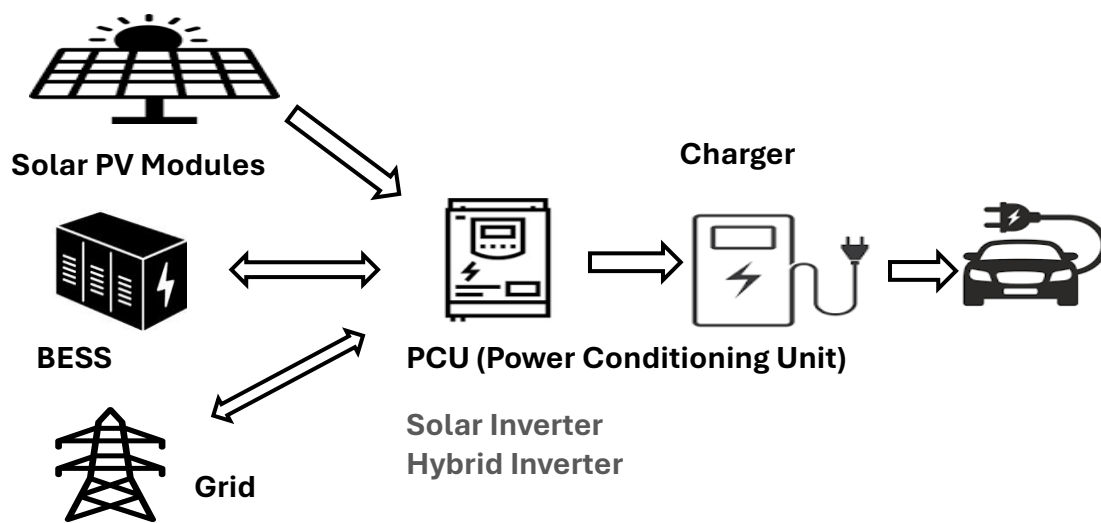 Solar PV Modules
Charger
BESS
PCU (Power Conditioning Unit)
Solar Inverter
Hybrid Inverter
Grid